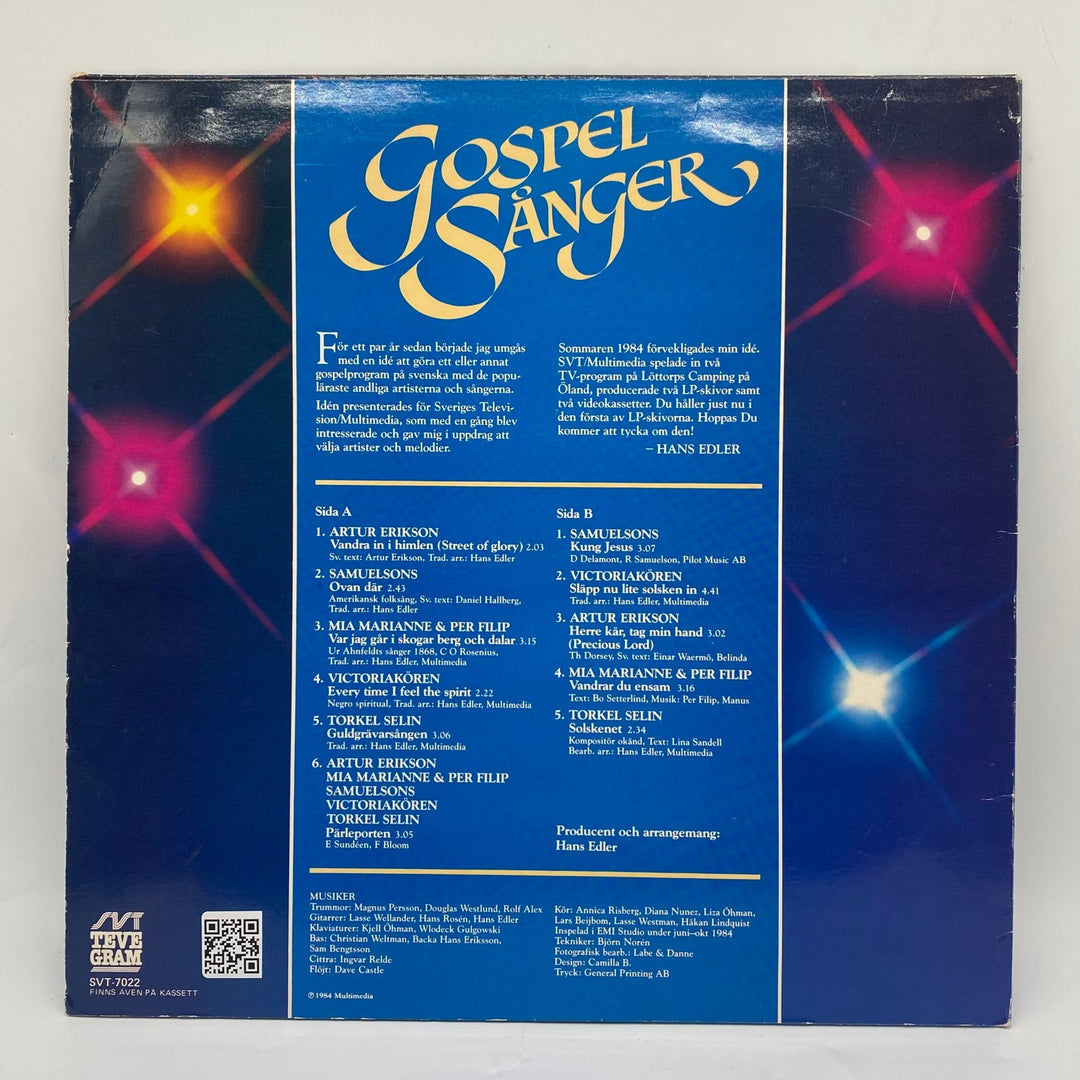 GOSPEL
SÅNGER
För ett par år sedan började jag umgås
med en idé att göra ett eller annat
gospelprogram på svenska med de popu-
läraste andliga artisterna och sångerna.
Idén presenterades för Sveriges Televi-
sion/Multimedia, som med en gång blev
intresserade och gav mig i uppdrag att
välja artister och melodier.
Sommaren 1984 förvekligades min idé.
SVT/Multimedia spelade in två
TV-program på Löttorps Camping på
Öland, producerade två LP-skivor samt
två videokassetter. Du håller just nu i
den första av LP-skivorna. Hoppas Du
kommer att tycka om den!
– HANS EDLER
Sida A
1. ARTUR ERIKSON
Vandra in i himlen (Street of glory) 2.03
Sv. text: Artur Erikson, Trad. arr.: Hans Edler
2. SAMUELSONS
Ovan där 2.43
Amerikansk folksång, Sv. text: Daniel Hallberg,
Trad. arr.: Hans Edler
3. MIA MARIANNE & PER FILIP
Var jag går i skogar berg och dalar 3.15
Ur Ahnfeldts sånger 1868, C O Rosenius,
Trad. arr.: Hans Edler, Multimedia
4. VICTORIAKÖREN
Every time I feel the spirit 2.22
Negro spiritual, Trad. arr.: Hans Edler, Multimedia
5. TORKEL SELIN
Guldgrävarsången 3.06
Trad. arr.: Hans Edler, Multimedia
6. ARTUR ERIKSON
MIA MARIANNE & PER FILIP
SAMUELSONS
VICTORIAKÖREN
TORKEL SELIN
Pärleporten 3.05
E Sundéen, F Bloom
Sida B
1. SAMUELSONS
Kung Jesus 3.07
D Delamont, R Samuelson, Pilot Music AB
2. VICTORIAKÖREN
Släpp nu lite solsken in 4.41
Trad. arr.: Hans Edler, Multimedia
3. ARTUR ERIKSON
Herre kär, tag min hand 3.02
(Precious Lord)
Th Dorsey, Sv. text: Einar Waermö, Belinda
4. MIA MARIANNE & PER FILIP
Vandrar du ensam 3.16
Text: Bo Setterlind, Musik: Per Filip, Manus
5. TORKEL SELIN
Solskenet 2.34
Kompositör okänd, Text: Lina Sandell
Bearb. arr.: Hans Edler, Multimedia
Producent och arrangemang:
Hans Edler
MUSIKER
Trummor: Magnus Persson, Douglas Westlund, Rolf Alex
Gitarrer: Lasse Wellander, Hans Rosén, Hans Edler
Klaviaturer: Kjell Öhman, Wlodeck Gulgowski
Bas: Christian Weltman, Backa Hans Eriksson,
Sam Bengtsson
Cittra: Ingvar Relde
Flöjt: Dave Castle
Kör: Annica Risberg, Diana Nunez, Liza Öhman,
Lars Beijbom, Lasse Westman, Håkan Lindquist
Inspelad i EMI Studio under juni–okt 1984
Tekniker: Björn Norén
Fotografisk bearb.: Labe & Danne
Design: Camilla B.
Tryck: General Printing AB
℗ 1984 Multimedia
SVT
TEVE
GRAM
SVT-7022
FINNS ÄVEN PÅ KASSETT